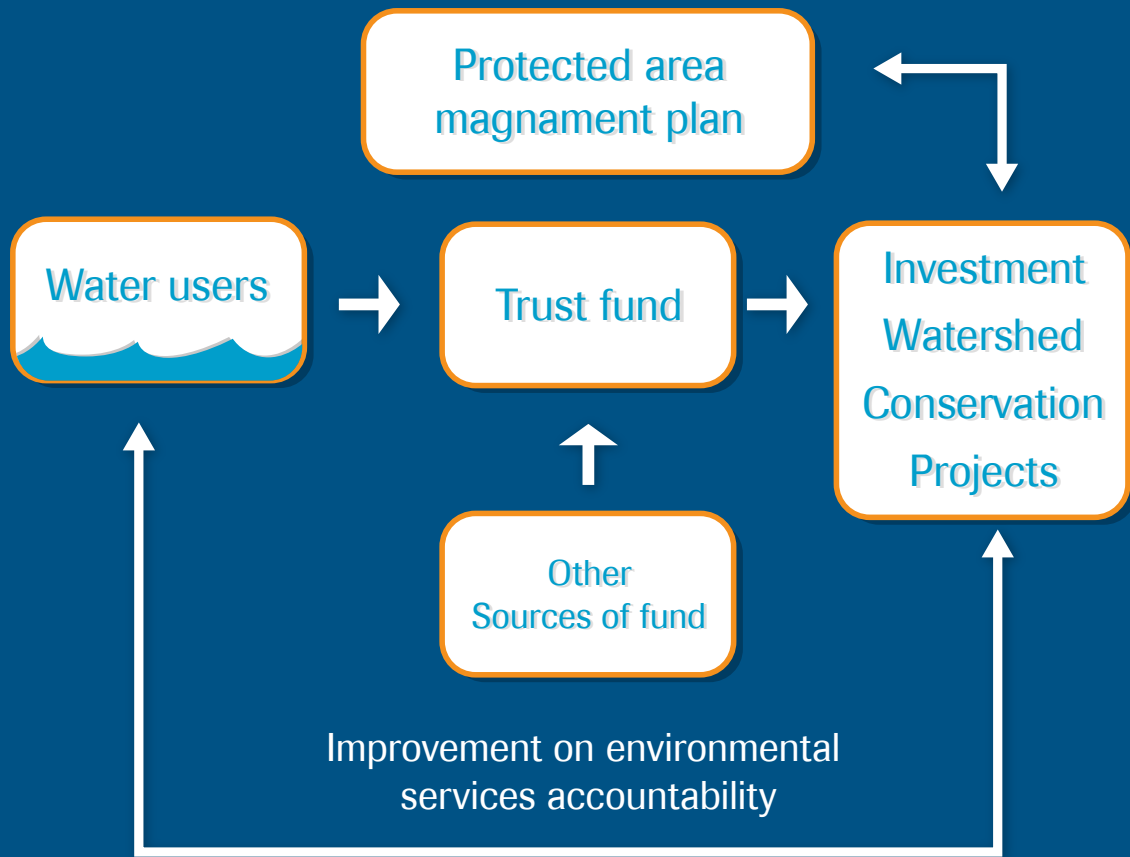 Protected area
magnament plan
Water users
Trust fund
Investment
Watershed
Conservation
Projects
Other
Sources of fund
Improvement on environmental
services accountability